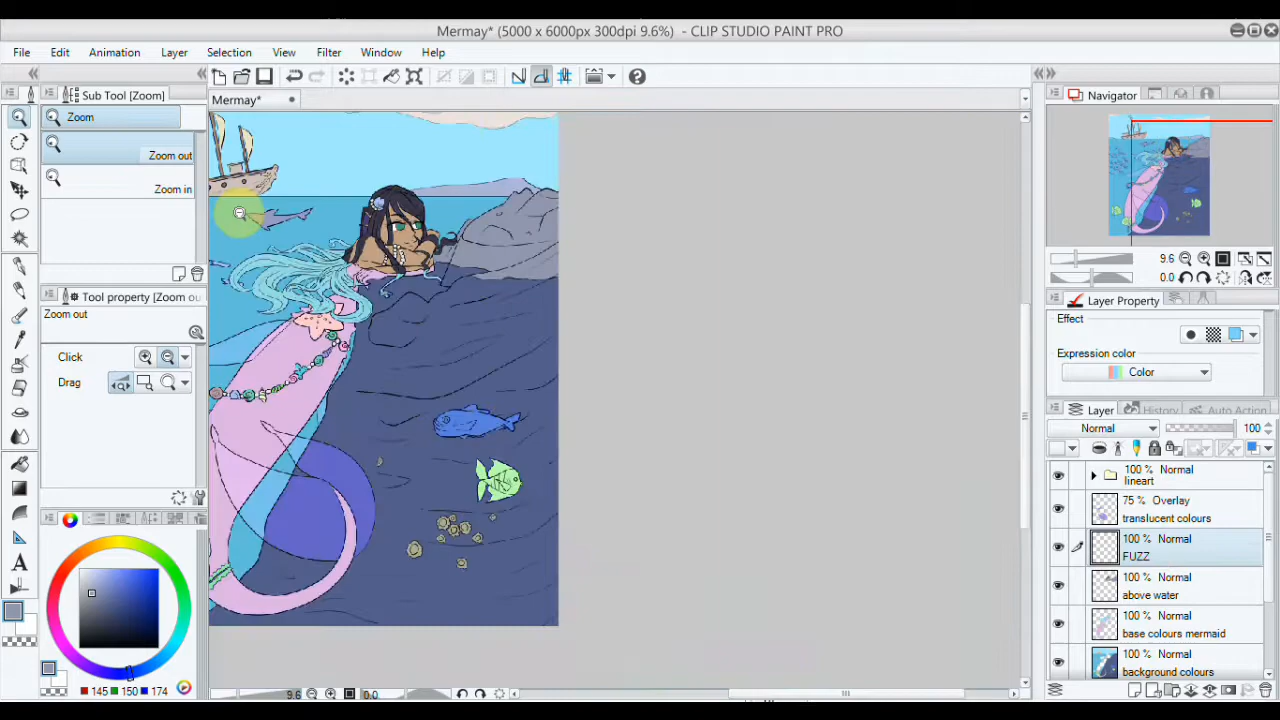 Mermay* (5000 x 6000px 300dpi 9.6%) - CLIP STUDIO PAINT PRO
File Edit Animation Layer Selection View Filter Window Help
Sub Tool [Zoom]
Mermay*
Navigator
Zoom
Zoom out
Zoom in
9.6
0.0
Tool property [Zoom ou
Layer Property
Zoom out
Effect
Click
Expression color
Drag
Color
Layer History Auto Action
Normal 100
100 % Normal
lineart
75 % Overlay
translucent colours
100 % Normal
FUZZ
100 % Normal
above water
100 % Normal
base colours mermaid
100 % Normal
background colours
145 150 174
9.6 0.0